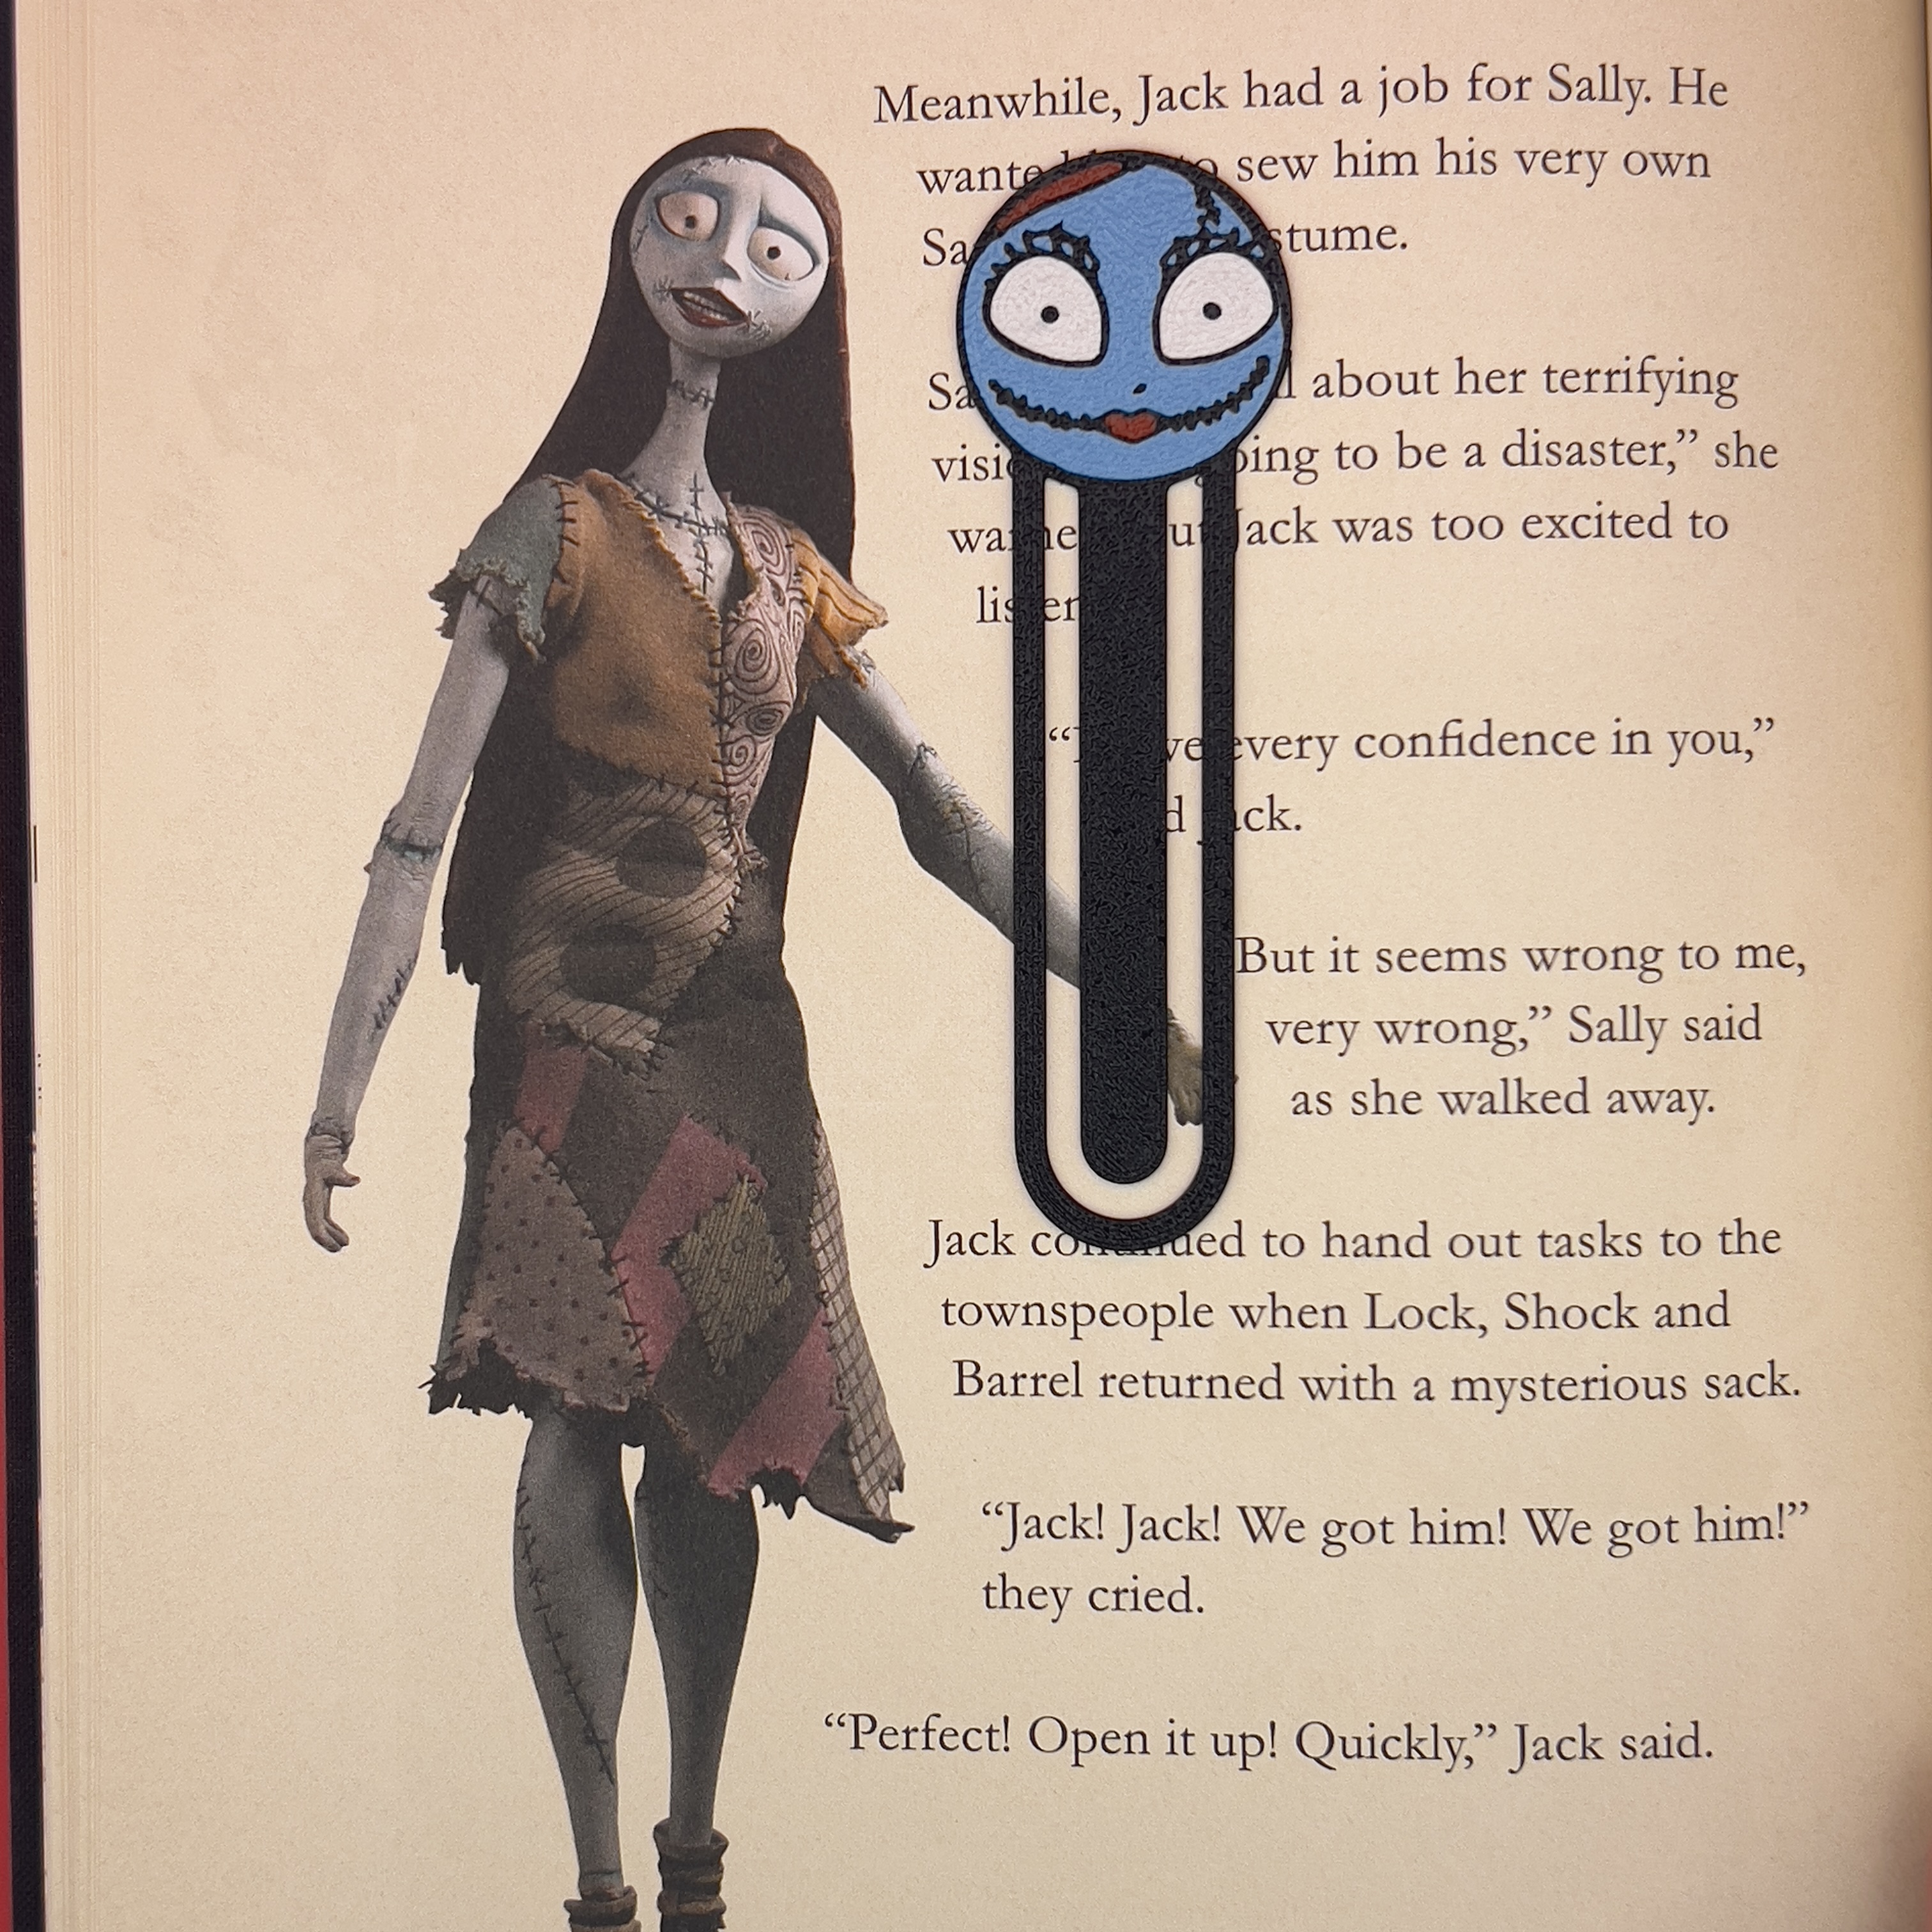 Meanwhile, Jack had a job for Sally. He
sew him his very own
about her terrifying
to be a disaster,” she
Jack was too excited to
every confidence in you,”
But it seems wrong to me,
very wrong,” Sally said
as she walked away.
Jack to hand out tasks to the
townspeople when Lock, Shock and
Barrel returned with a mysterious sack.
“Jack! Jack! We got him! We got him!”
they cried.
“Perfect! Open it up! Quickly,” Jack said.